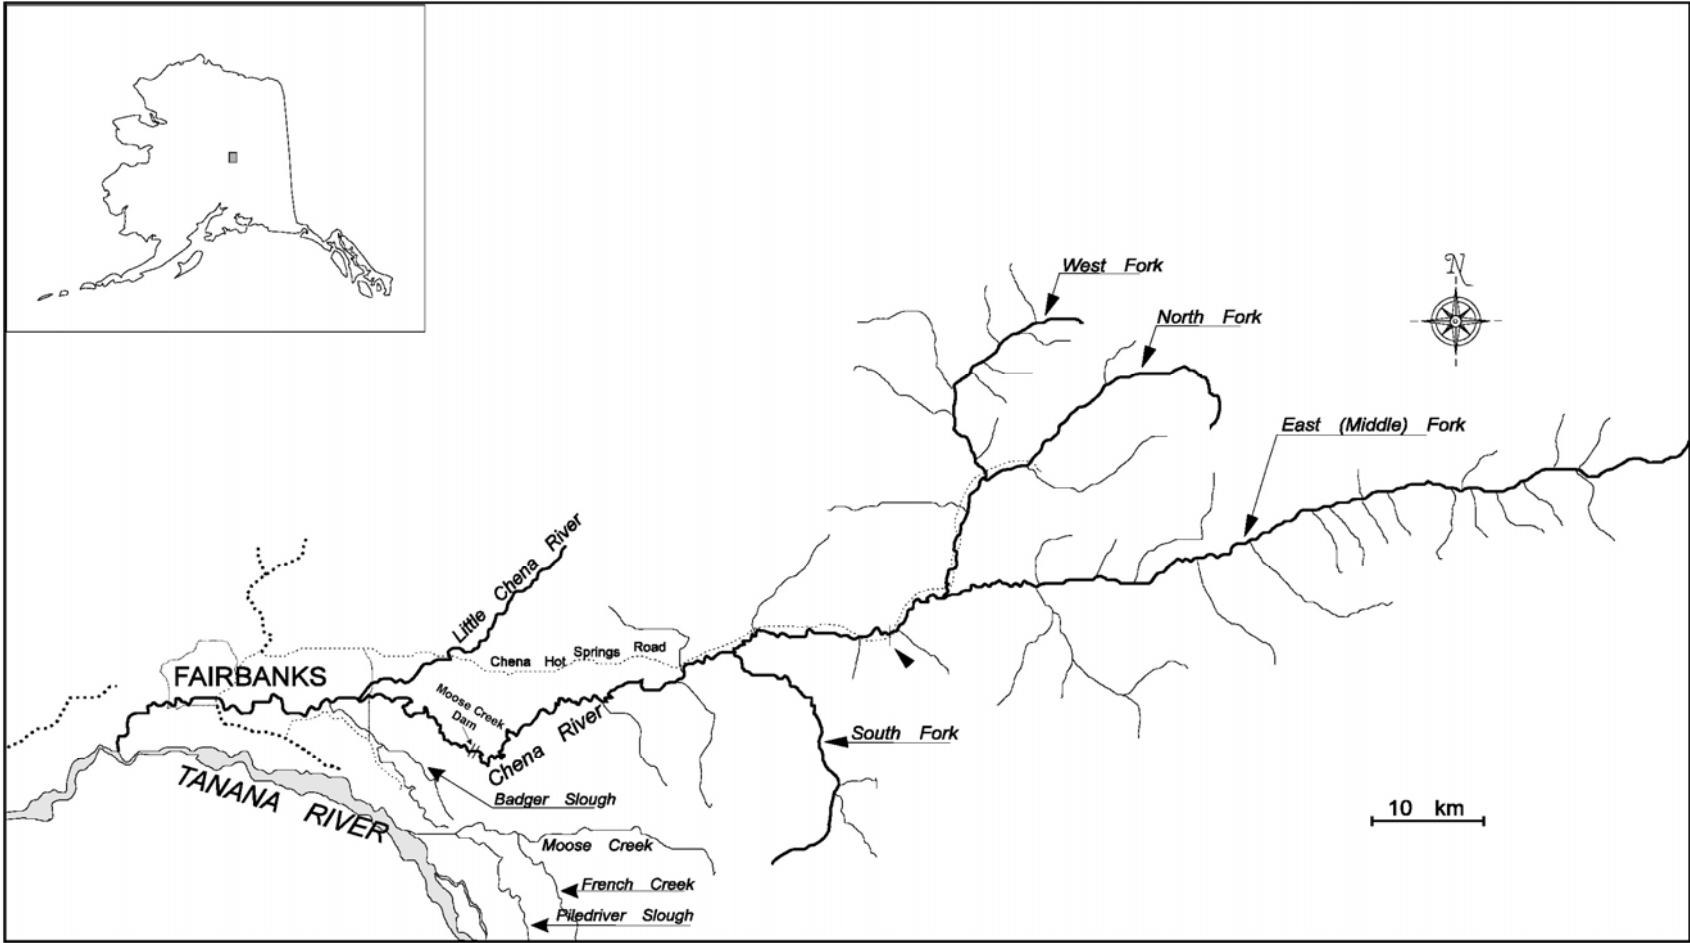 West Fork
N
North Fork
East (Middle) Fork
Little Chena River
Chena Hot Springs Road
FAIRBANKS
Moose Creek
Dam
Chena River
South Fork
TANANA RIVER
Badger Slough
10 km
Moose Creek
French Creek
Piledriver Slough